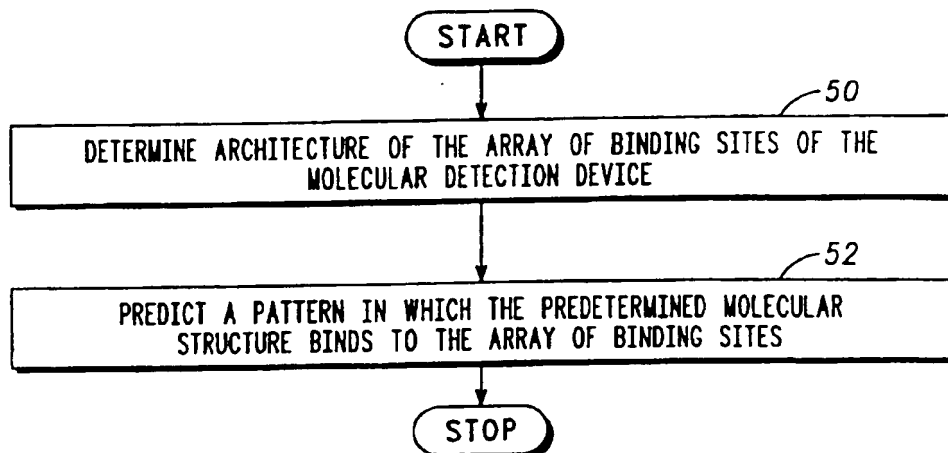 START
50
DETERMINE ARCHITECTURE OF THE ARRAY OF BINDING SITES OF THE
MOLECULAR DETECTION DEVICE
52
PREDICT A PATTERN IN WHICH THE PREDETERMINED MOLECULAR
STRUCTURE BINDS TO THE ARRAY OF BINDING SITES
STOP